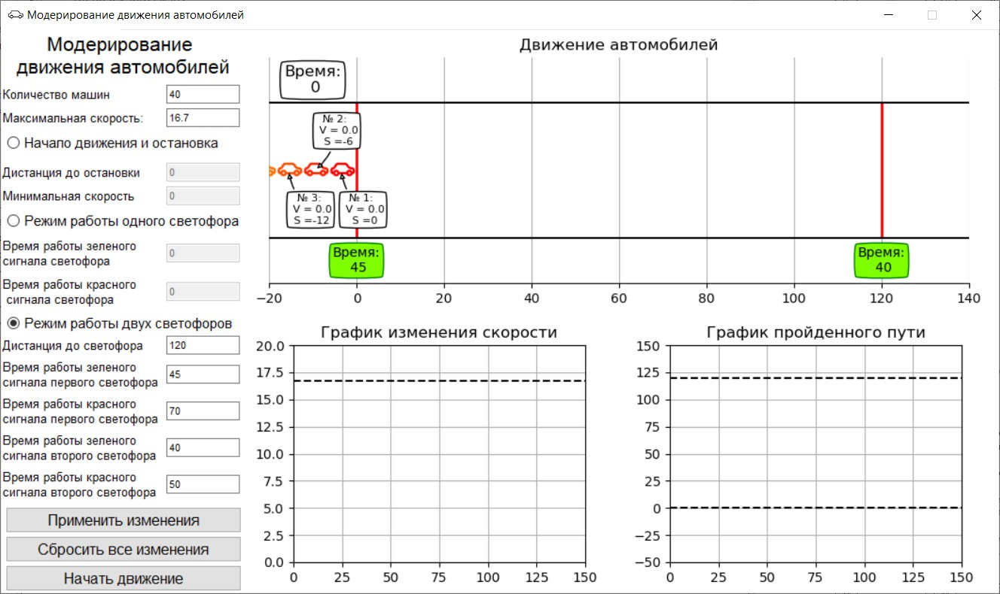 Модерирование движения автомобилей
Модерирование
движения автомобилей
Количество машин
40
Максимальная скорость:
16.7
Начало движения и остановка
Дистанция до остановки
0
Минимальная скорость
0
Режим работы одного светофора
Время работы зеленого
сигнала светофора
0
Время работы красного
сигнала светофора
0
Режим работы двух светофоров
Дистанция до светофора
120
Время работы зеленого
сигнала первого светофора
45
Время работы красного
сигнала первого светофора
70
Время работы зеленого
сигнала второго светофора
40
Время работы красного
сигнала второго светофора
50
Применить изменения
Сбросить все изменения
Начать движение
Движение автомобилей
Время:
0
№ 2:
V = 0.0
S =-6
№ 3:
V = 0.0
S =-12
№ 1:
V = 0.0
S =0
Время:
45
Время:
40
−20 0 20 40 60 80 100 120 140
График изменения скорости
20.0
17.5
15.0
12.5
10.0
7.5
5.0
2.5
0.0
0 25 50 75 100 125 150
График пройденного пути
150
125
100
75
50
25
0
−25
−50
0 25 50 75 100 125 150